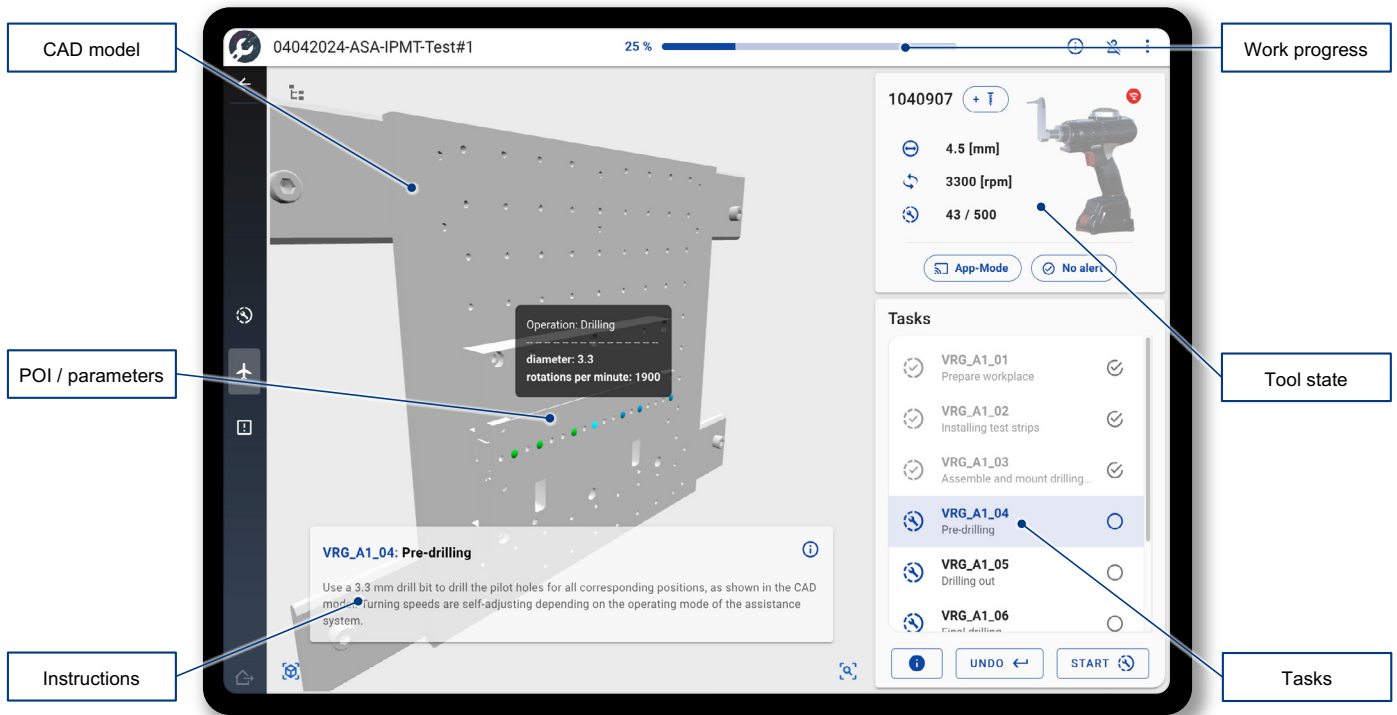 CAD model
POI / parameters
Instructions
04042024-ASA-IPMT-Test#1
25 %
Operation: Drilling
--------------------
diameter: 3.3
rotations per minute: 1900
VRG_A1_04: Pre-drilling
Use a 3.3 mm drill bit to drill the pilot holes for all corresponding positions, as shown in the CAD
model. Turning speeds are self-adjusting depending on the operating mode of the assistance
system.
1040907
+
4.5 [mm]
3300 [rpm]
43 / 500
App-Mode
No alert
Tasks
VRG_A1_01
Prepare workplace
VRG_A1_02
Installing test strips
VRG_A1_03
Assemble and mount drilling...
VRG_A1_04
Pre-drilling
VRG_A1_05
Drilling out
VRG_A1_06
Final drilling
UNDO
START
Work progress
Tool state
Tasks